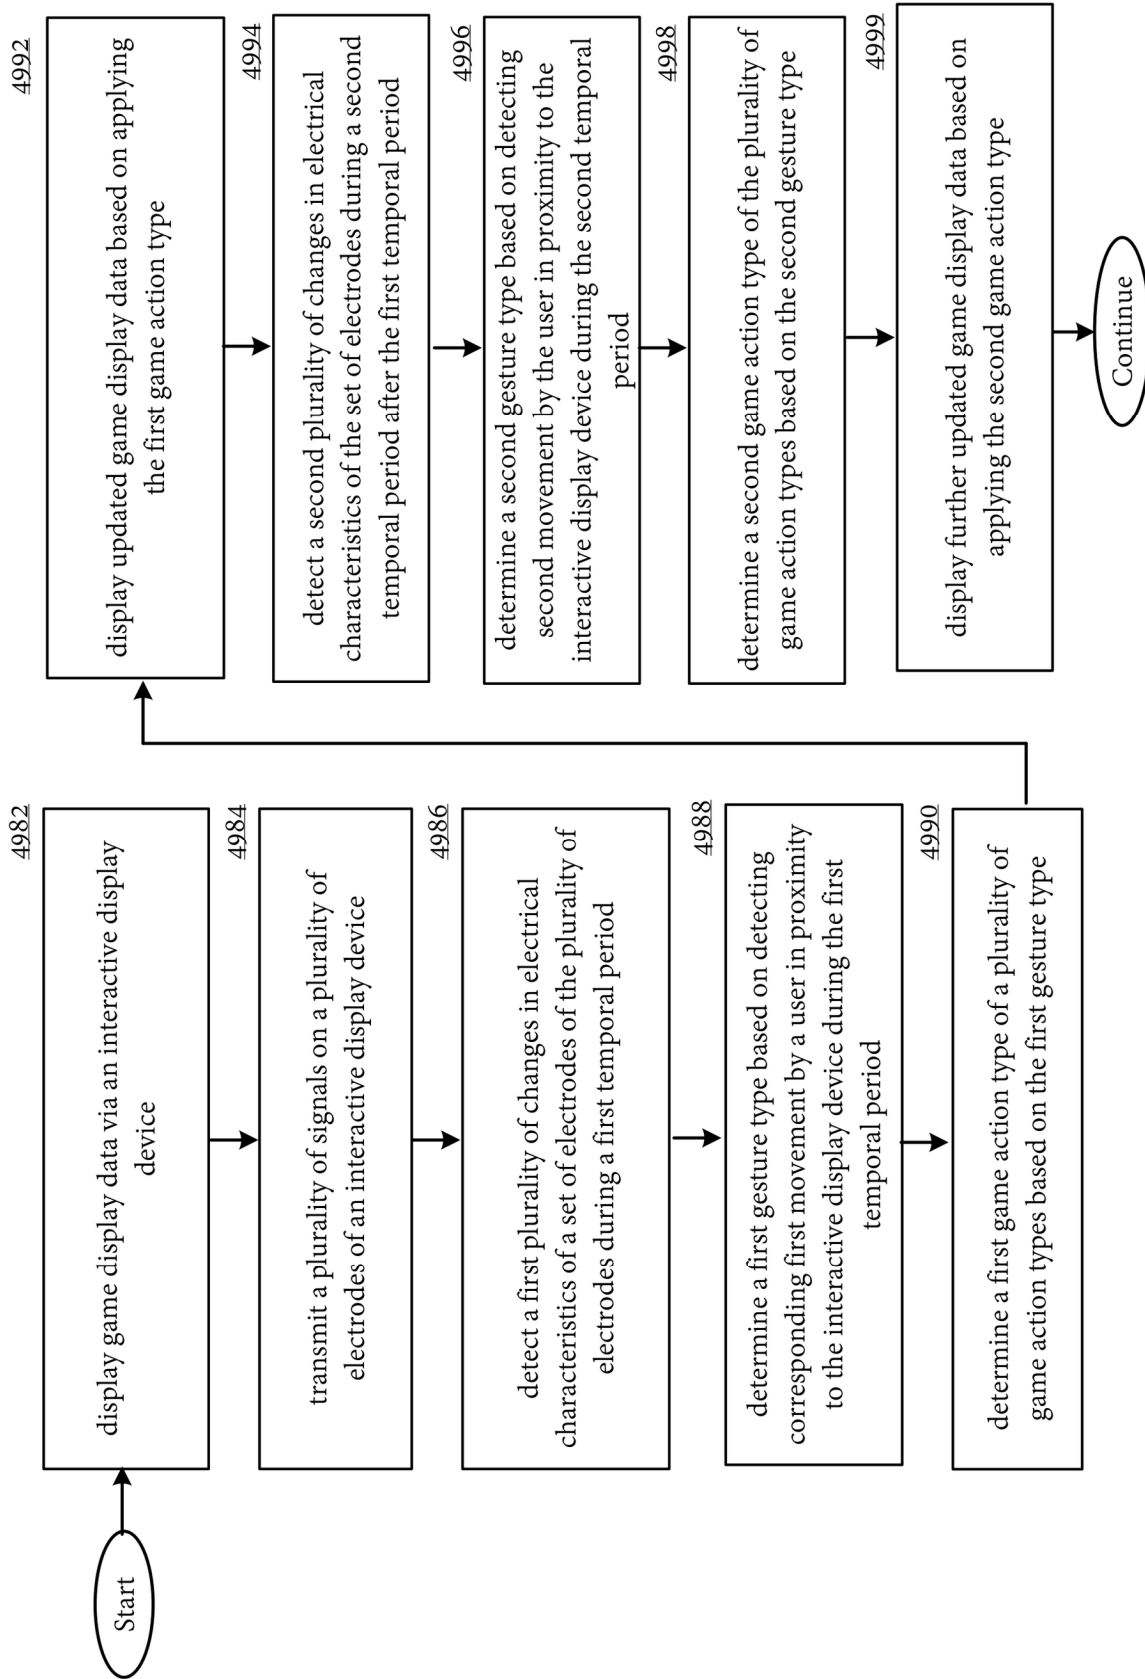 Start
4982
display game display data via an interactive display
device
4984
transmit a plurality of signals on a plurality of
electrodes of an interactive display device
4986
detect a first plurality of changes in electrical
characteristics of a set of electrodes of the plurality of
electrodes during a first temporal period
4988
determine a first gesture type based on detecting
corresponding first movement by a user in proximity
to the interactive display device during the first
temporal period
4990
determine a first game action type of a plurality of
game action types based on the first gesture type
4992
display updated game display data based on applying
the first game action type
4994
detect a second plurality of changes in electrical
characteristics of the set of electrodes during a second
temporal period after the first temporal period
4996
determine a second gesture type based on detecting
second movement by the user in proximity to the
interactive display device during the second temporal
period
4998
determine a second game action type of the plurality of
game action types based on the second gesture type
4999
display further updated game display data based on
applying the second game action type
Continue